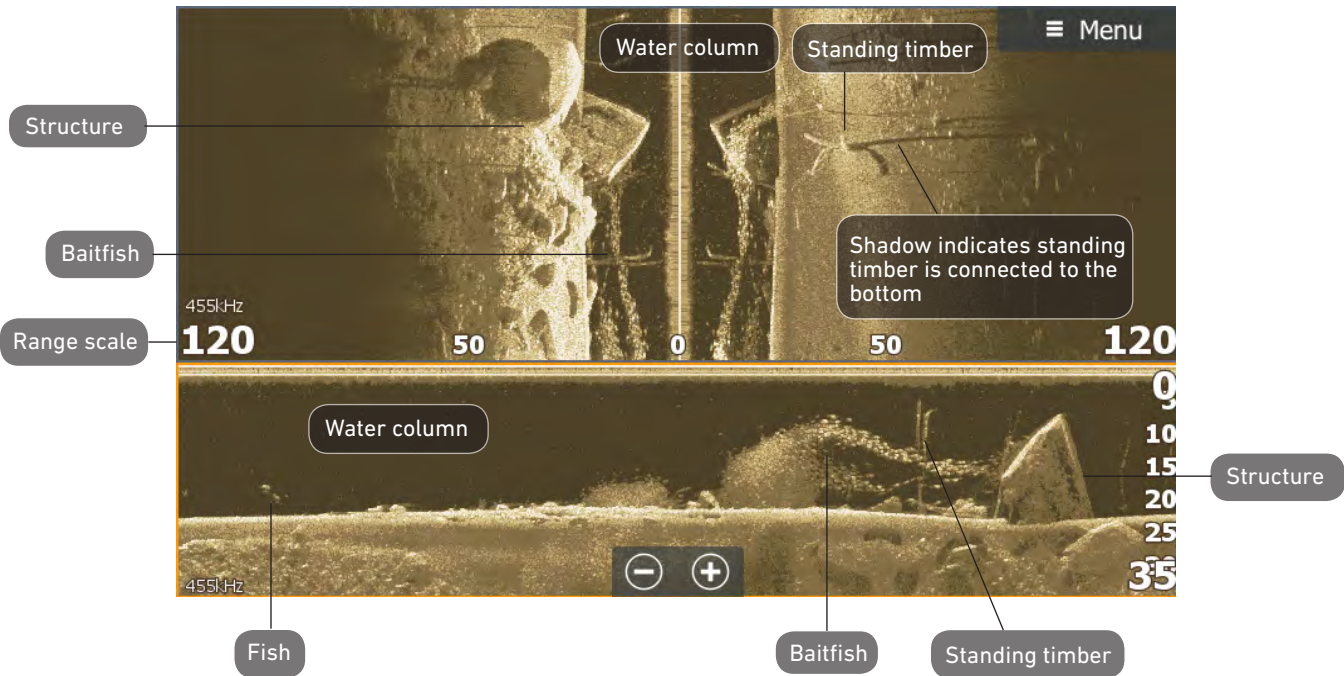 Water column
Standing timber
≡ Menu
Structure
Baitfish
Shadow indicates standing
timber is connected to the
bottom
455kHz
Range scale
120
50
0
50
120
0
5
10
15
20
25
35
Water column
Structure
455kHz
Fish
Baitfish
Standing timber